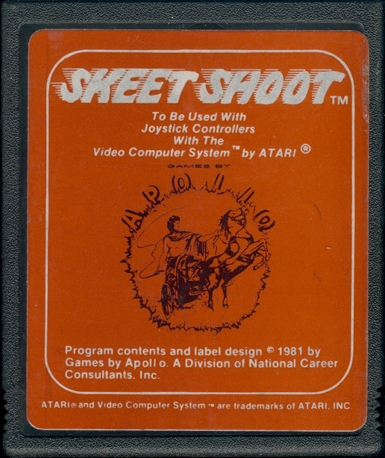 SKEET SHOOT™
To Be Used With
Joystick Controllers
With The
Video Computer System™ by ATARI®
GAMES BY
Apollo
Program contents and label design © 1981 by
Games by Apollo. A Division of National Career
Consultants. Inc.
ATARI® and Video Computer System™ are trademarks of ATARI, INC